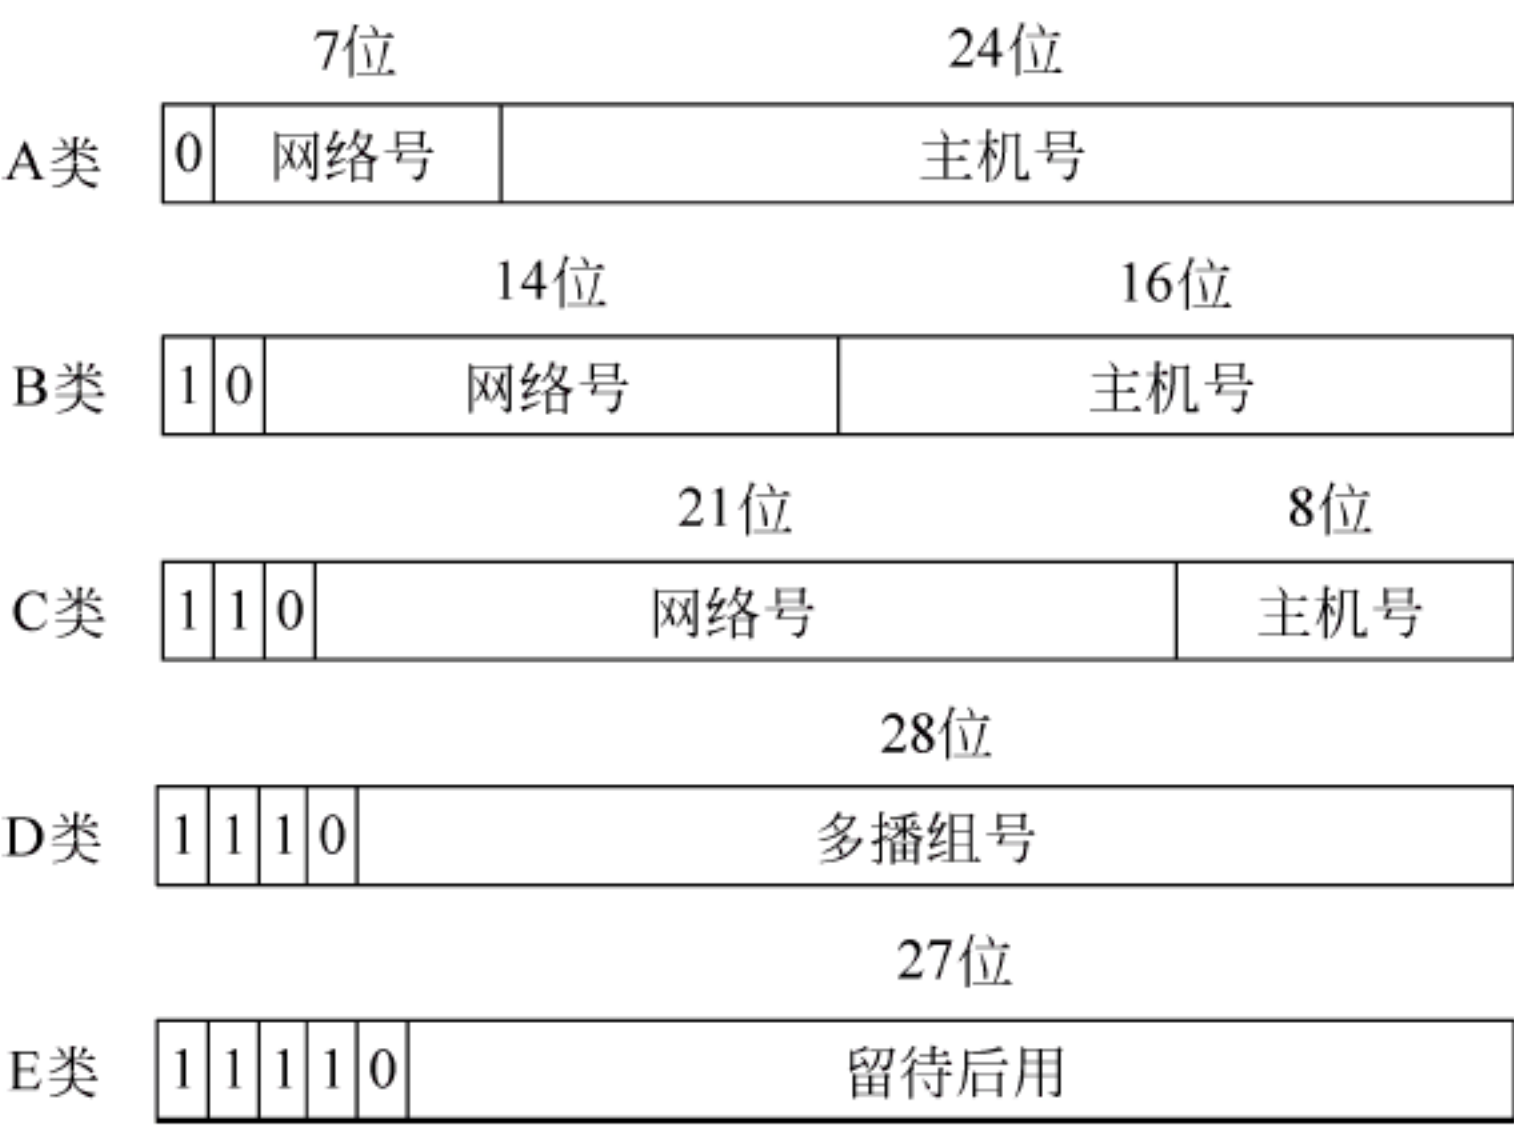 7位 24位
A类 0 网络号 主机号
14位 16位
B类 1 0 网络号 主机号
21位 8位
C类 1 1 0 网络号 主机号
28位
D类 1 1 1 0 多播组号
27位
E类 1 1 1 1 0 留待后用